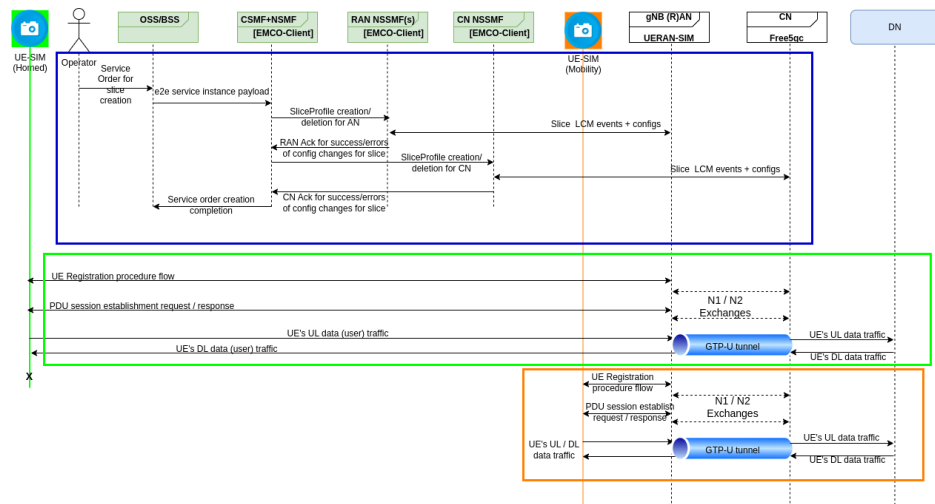 OSS/BSS
CSMF+NSMF
[EMCO-Client]
RAN NSSMF(s)
[EMCO-Client]
CN NSSMF
[EMCO-Client]
gNB (R)AN
UERAN-SIM
CN
Free5gc
DN
UE-SIM
(Homed)
Operator
UE-SIM
(Mobility)
Service
Order for
slice
creation
e2e service instance payload
SliceProfile creation/
deletion for AN
Slice LCM events + configs
RAN Ack for success/errors
of config changes for slice
SliceProfile creation/
deletion for CN
Slice LCM events + configs
CN Ack for success/errors
of config changes for slice
Service order creation
completion
UE Registration procedure flow
PDU session establishment request / response
N1 / N2
Exchanges
UE's UL data (user) traffic
UE's DL data (user) traffic
GTP-U tunnel
UE's UL data traffic
UE's DL data traffic
X
UE Registration
procedure fllow
PDU session establish
request / response
N1 / N2
Exchanges
UE's UL / DL
data traffic
GTP-U tunnel
UE's UL data traffic
UE's DL data traffic